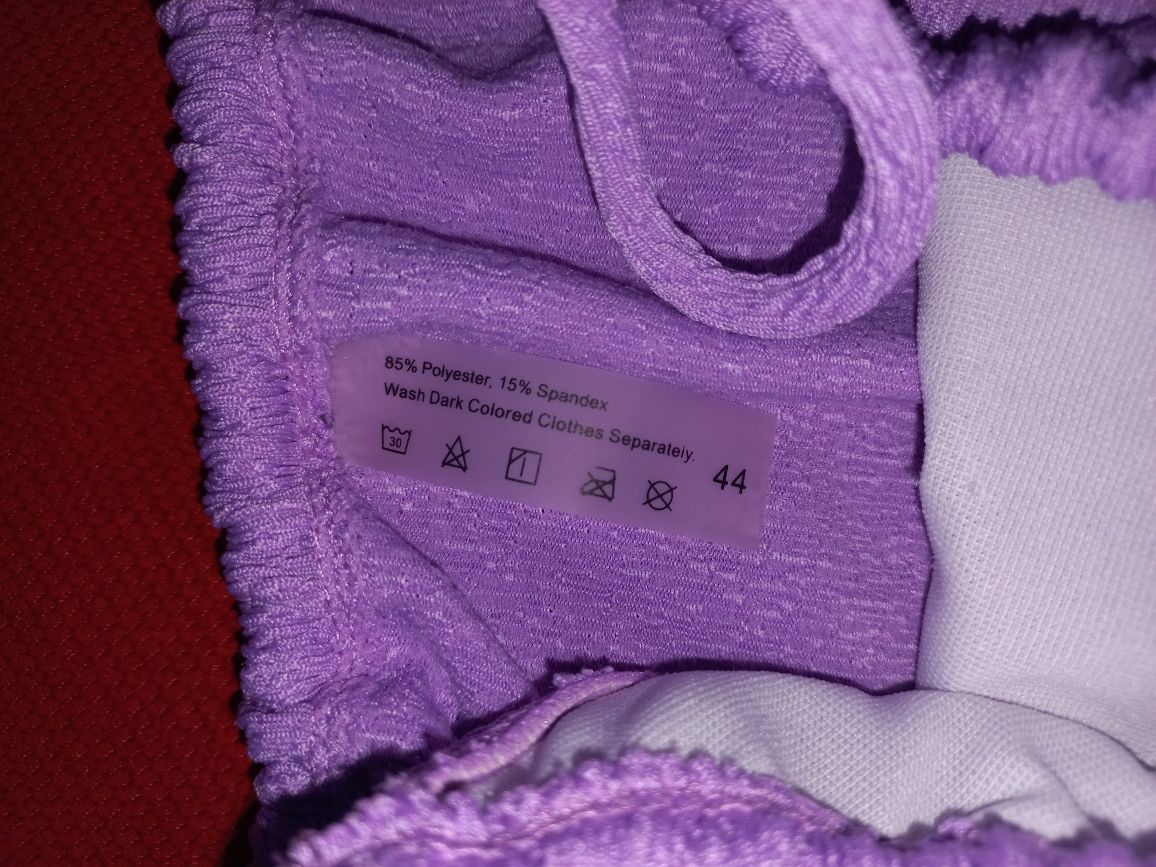 85% Polyester, 15% Spandex
Wash Dark Colored Clothes Separately.
30
44